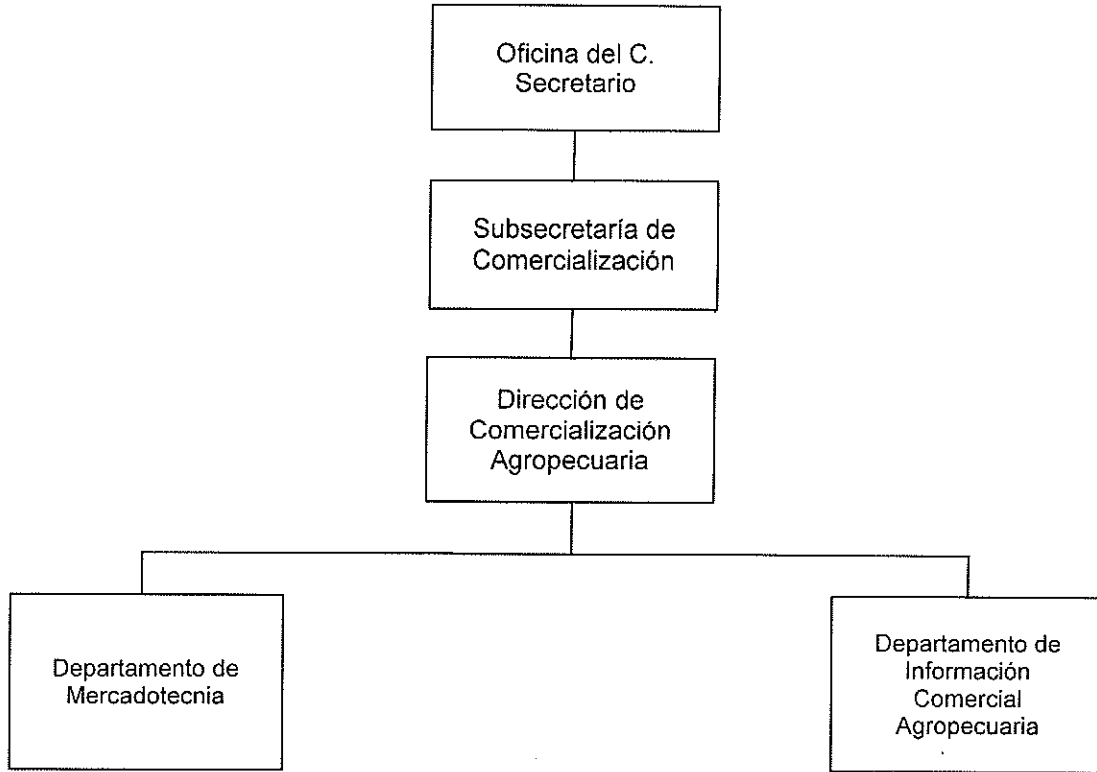 Oficina del C.
Secretario
Subsecretaría de
Comercialización
Dirección de
Comercialización
Agropecuaria
Departamento de
Mercadotecnia
Departamento de
Información
Comercial
Agropecuaria